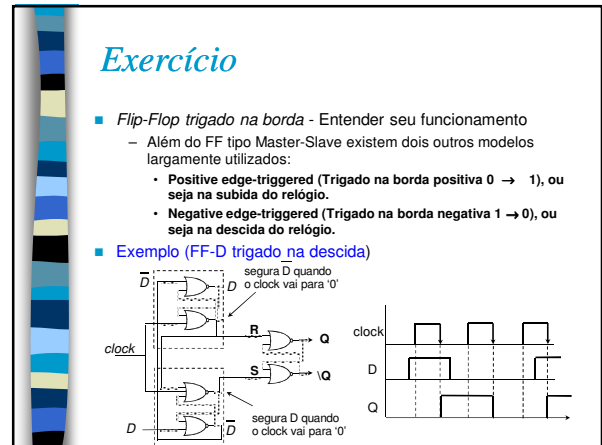 Exercício
Flip-Flop trigado na borda - Entender seu funcionamento
– Além do FF tipo Master-Slave existem dois outros modelos
largamente utilizados:
• Positive edge-triggered (Trigado na borda positiva 0 → 1), ou
seja na subida do relógio.
• Negative edge-triggered (Trigado na borda negativa 1 → 0), ou
seja na descida do relógio.
Exemplo (FF-D trigado na descida)
D̅
D
segura D̅ quando
o clock vai para '0'
R
Q
clock
S
\Q
D
D̅
segura D quando
o clock vai para '0'
clock
D
Q